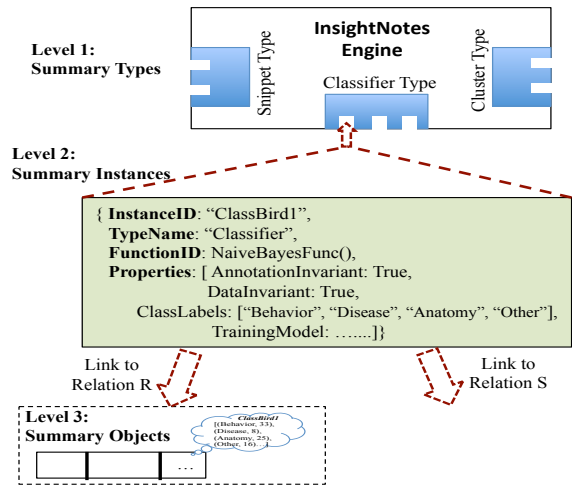 Level 1:
Summary Types
InsightNotes
Engine
Snippet Type
Classifier Type
Cluster Type
Level 2:
Summary Instances
{ InstanceID: “ClassBird1”,
TypeName: “Classifier”,
FunctionID: NaiveBayesFunc(),
Properties: [ AnnotationInvariant: True,
DataInvariant: True,
ClassLabels: [“Behavior”, “Disease”, “Anatomy”, “Other”],
TrainingModel: …....]}
Link to
Relation R
Link to
Relation S
Level 3:
Summary Objects
ClassBird1
[(Behavior, 33),
(Disease, 8),
(Anatomy, 25),
(Other, 16)…]
…